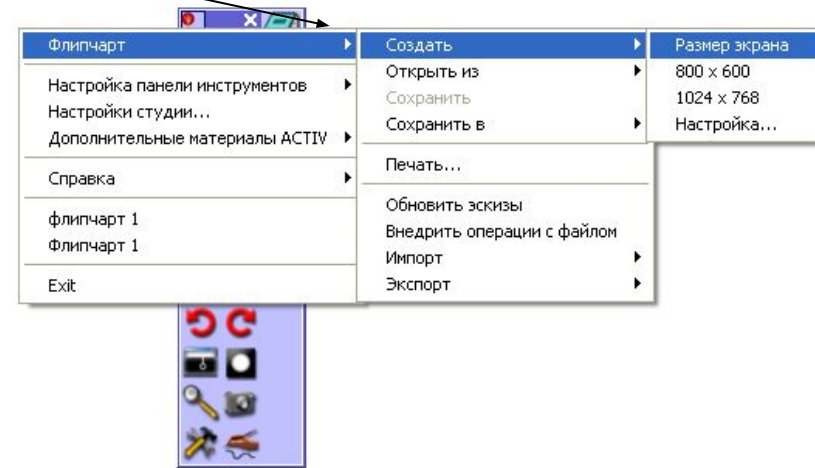 Флипчарт
Настройка панели инструментов
Настройки студии...
Дополнительные материалы ACTIV
Справка
флипчарт 1
Флипчарт 1
Exit
Создать
Открыть из
Сохранить
Сохранить в
Печать...
Обновить эскизы
Внедрить операции с файлом
Импорт
Экспорт
Размер экрана
800 x 600
1024 x 768
Настройка...